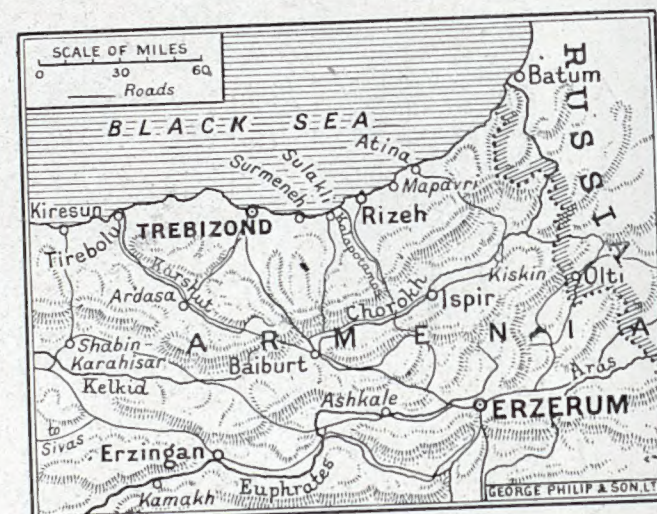 SCALE OF MILES
0 30 60
Roads
BLACK SEA
RUSSIA
Batum
Atina
Sulakli
Surmeneh
Mapavri
Kiresun
Tirebolu
TREBIZOND
Rizeh
Kalapotamos
Karshut
Ardasa
Chorokh
Kiskin
Olti
Ispir
ARMENIA
Shabin-
Karahisar
Baiburt
Kelkid
Aras
Ashkale
ERZERUM
to
Sivas
Erzingan
Euphrates
Kamakh
GEORGE PHILIP & SON, LT